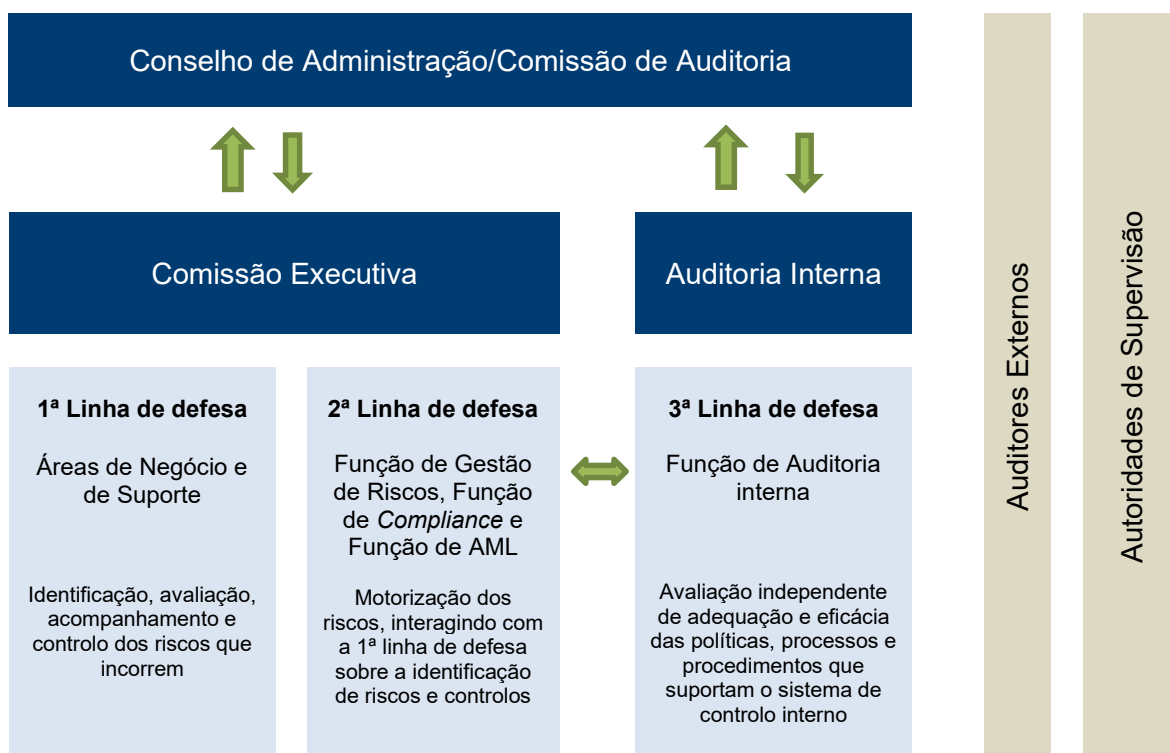 Conselho de Administração/Comissão de Auditoria
Comissão Executiva
Auditoria Interna
1ª Linha de defesa
Áreas de Negócio e
de Suporte
Identificação, avaliação,
acompanhamento e
controlo dos riscos que
incorrem
2ª Linha de defesa
Função de Gestão
de Riscos, Função
de Compliance e
Função de AML
Motorização dos
riscos, interagindo com
a 1ª linha de defesa
sobre a identificação
de riscos e controlos
3ª Linha de defesa
Função de Auditoria
interna
Avaliação independente
de adequação e eficácia
das políticas, processos e
procedimentos que
suportam o sistema de
controlo interno
Auditores Externos
Autoridades de Supervisão